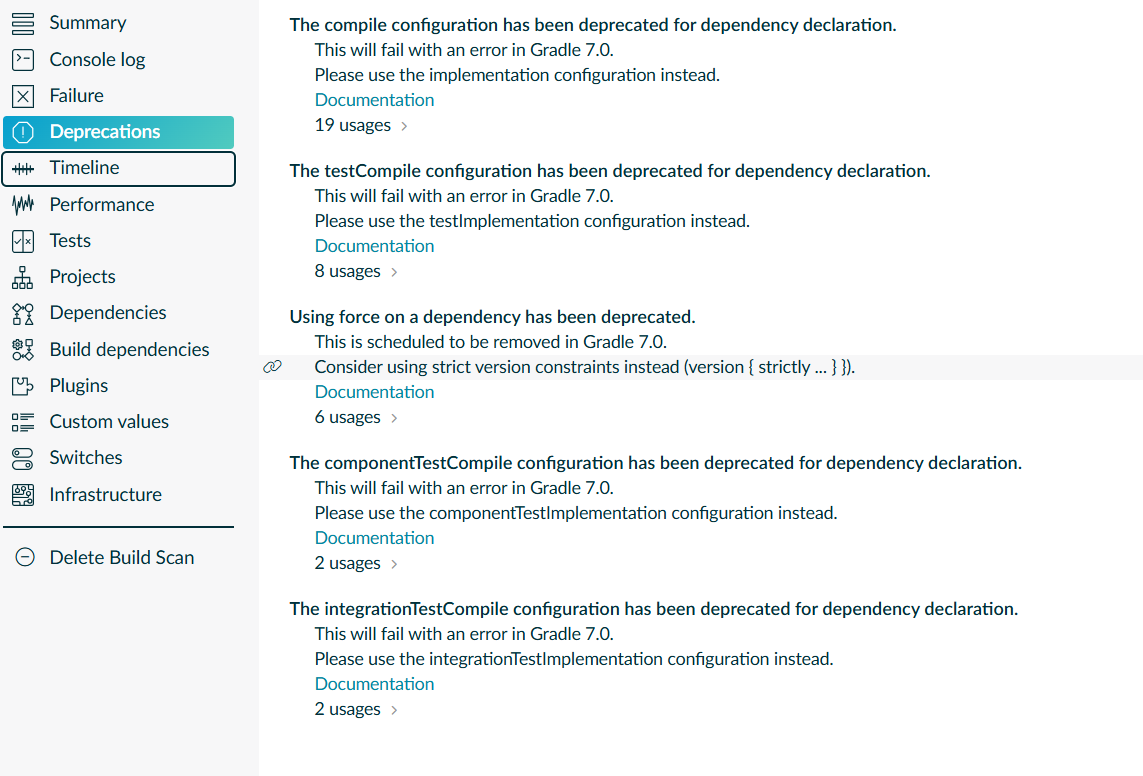 Summary
Console log
Failure
Deprecations
Timeline
Performance
Tests
Projects
Dependencies
Build dependencies
Plugins
Custom values
Switches
Infrastructure
Delete Build Scan
The compile configuration has been deprecated for dependency declaration.
This will fail with an error in Gradle 7.0.
Please use the implementation configuration instead.
Documentation
19 usages
The testCompile configuration has been deprecated for dependency declaration.
This will fail with an error in Gradle 7.0.
Please use the testImplementation configuration instead.
Documentation
8 usages
Using force on a dependency has been deprecated.
This is scheduled to be removed in Gradle 7.0.
Consider using strict version constraints instead (version { strictly ... } }).
Documentation
6 usages
The componentTestCompile configuration has been deprecated for dependency declaration.
This will fail with an error in Gradle 7.0.
Please use the componentTestImplementation configuration instead.
Documentation
2 usages
The integrationTestCompile configuration has been deprecated for dependency declaration.
This will fail with an error in Gradle 7.0.
Please use the integrationTestImplementation configuration instead.
Documentation
2 usages